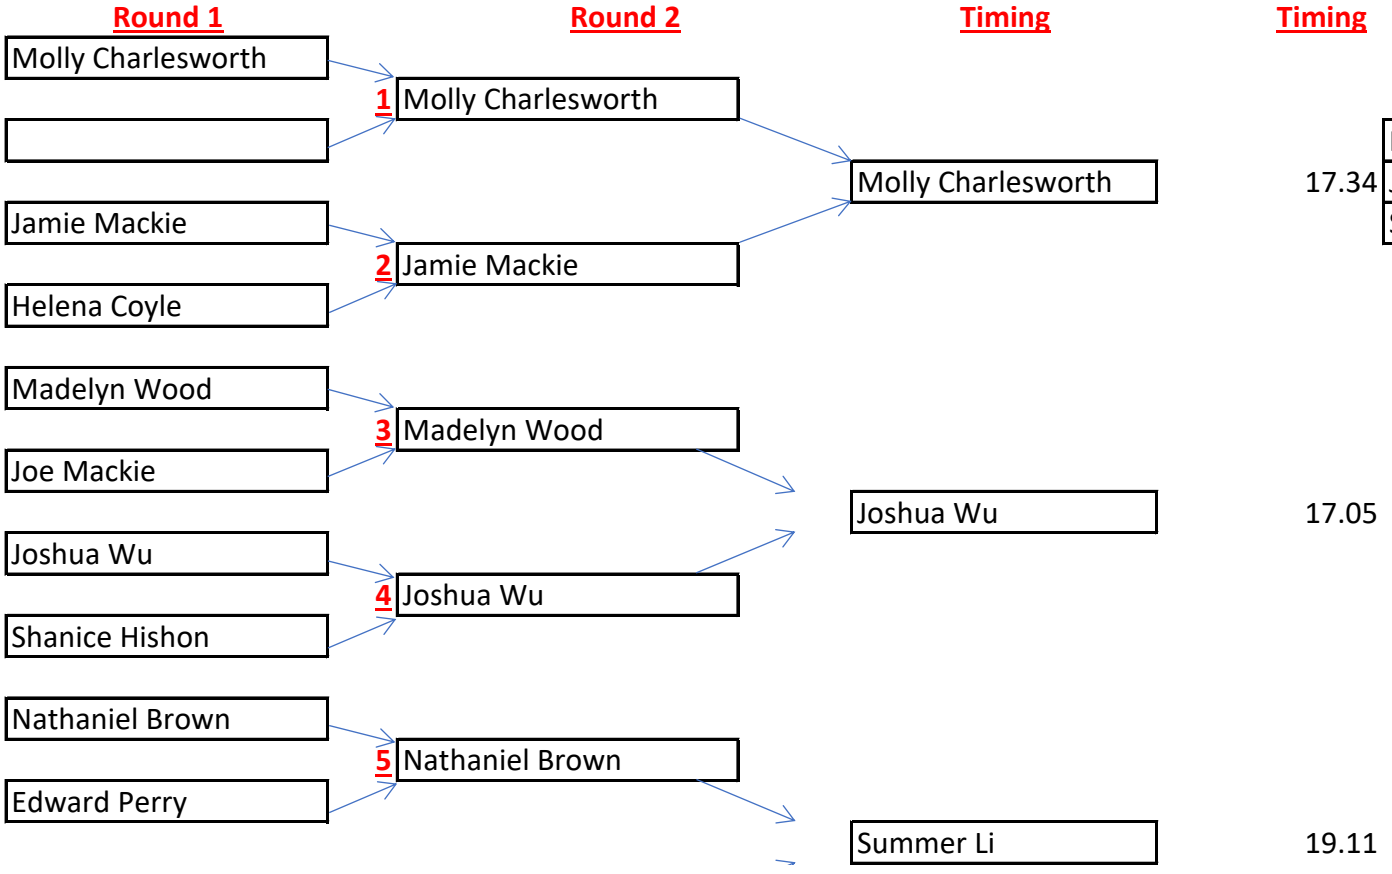 Round 1 Round 2 Timing Timing
Molly Charlesworth
1 Molly Charlesworth
Molly Charlesworth 17.34
Jamie Mackie
2 Jamie Mackie
Helena Coyle
Madelyn Wood
3 Madelyn Wood
Joe Mackie
Joshua Wu 17.05
Joshua Wu
4 Joshua Wu
Shanice Hishon
Nathaniel Brown
5 Nathaniel Brown
Edward Perry
Summer Li 19.11